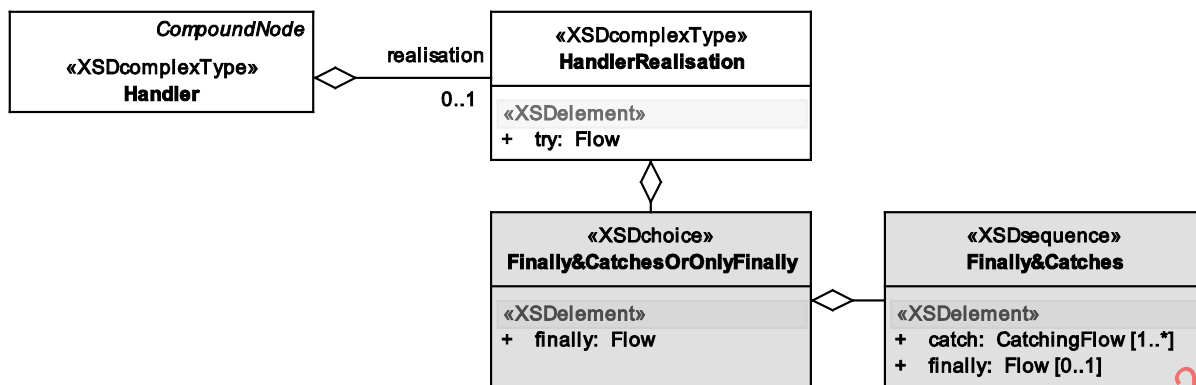 CompoundNode
«XSDcomplexType»
Handler
realisation
0..1
«XSDcomplexType»
HandlerRealisation
«XSDelement»
+ try: Flow
«XSDchoice»
Finally&CatchesOrOnlyFinally
«XSDelement»
+ finally: Flow
«XSDsequence»
Finally&Catches
«XSDelement»
+ catch: CatchingFlow [1..*]
+ finally: Flow [0..1]